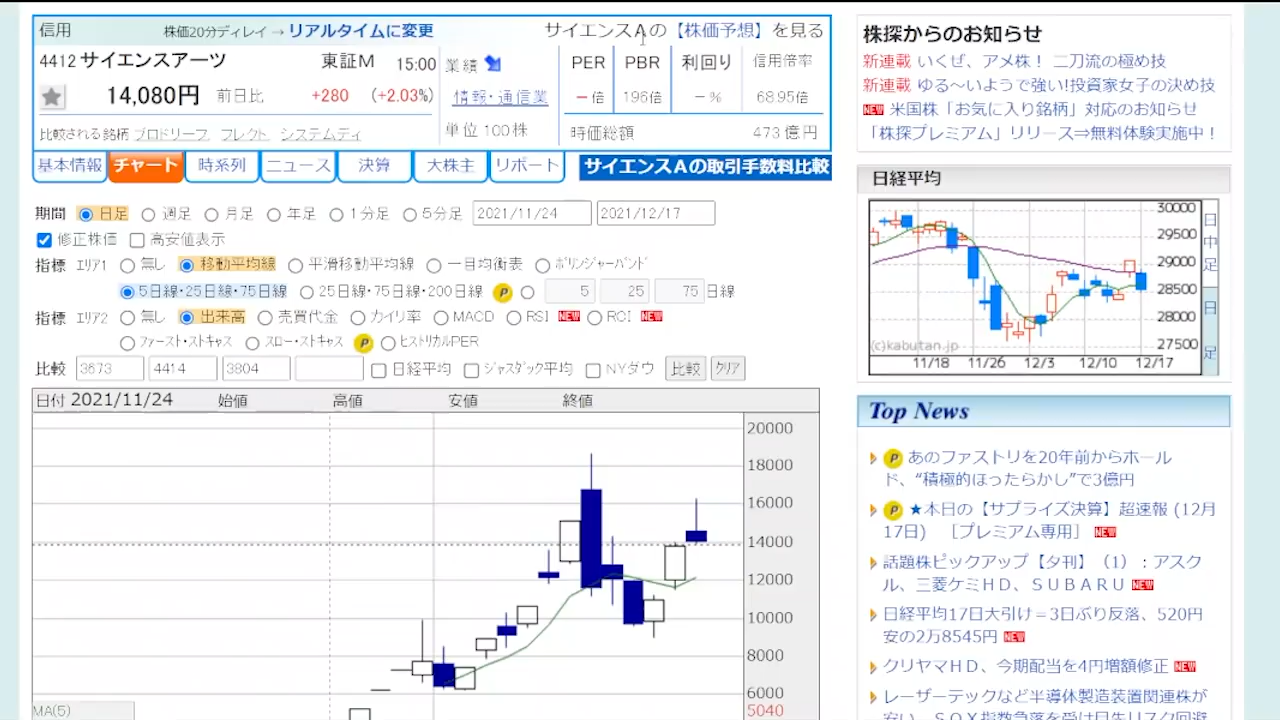 信用
株価20分ディレイ → リアルタイムに変更
サイエンスAの【株価予想】を見る
4412 サイエンスアーツ 東証M 15:00 業績
14,080円 前日比 +280 (+2.03%) 情報・通信業
比較される銘柄 ブロドリーフ フレクト システムディ 単位 100株
PER PBR 利回り 信用倍率
－倍 196倍 －% 68.95倍
時価総額 473億円
基本情報 チャート 時系列 ニュース 決算 大株主 リポート サイエンスAの取引手数料比較
期間 日足 週足 月足 年足 1分足 5分足 2021/11/24 2021/12/17
修正株価 高安値表示
指標 エリア1 無し 移動平均線 平滑移動平均線 一目均衡表 ボリンジャーバンド
5日線・25日線・75日線 25日線・75日線・200日線 P 5 25 75 日線
指標 エリア2 無し 出来高 売買代金 カイリ率 MACD RSI NEW RCI NEW
ファースト・ストキャス スロー・ストキャス P ヒストリカルPER
比較 3673 4414 3804 日経平均 ジャスダック平均 NYダウ 比較 クリア
日付 2021/11/24 始値 高値 安値 終値
20000
18000
16000
14000
12000
10000
8000
6000
5040
MA(5)
株探からのお知らせ
新連載 いくぜ、アメ株！ 二刀流の極め技
新連載 ゆる～いようで強い!投資家女子の決め技
NEW 米国株「お気に入り銘柄」対応のお知らせ
「株探プレミアム」リリース⇒無料体験実施中！
日経平均
30000
29500
29000
28500
28000
27500
(c)kabutan.jp
11/18 11/26 12/3 12/10 12/17
日中足
日足
Top News
P あのファストリを20年前からホール
ド、“積極的ほったらかし”で3億円
P ★本日の【サプライズ決算】超速報 (12月
17日) ［プレミアム専用］ NEW
話題株ピックアップ【夕刊】（1）：アスク
ル、三菱ケミHD、SUBARU NEW
日経平均17日大引け＝3日ぶり反落、520円
安の2万8545円 NEW
クリヤマHD、今期配当を4円増額修正 NEW
レーザーテックなど半導体製造装置関連株が
安い、SOX指数急落を受け目先リスク回避